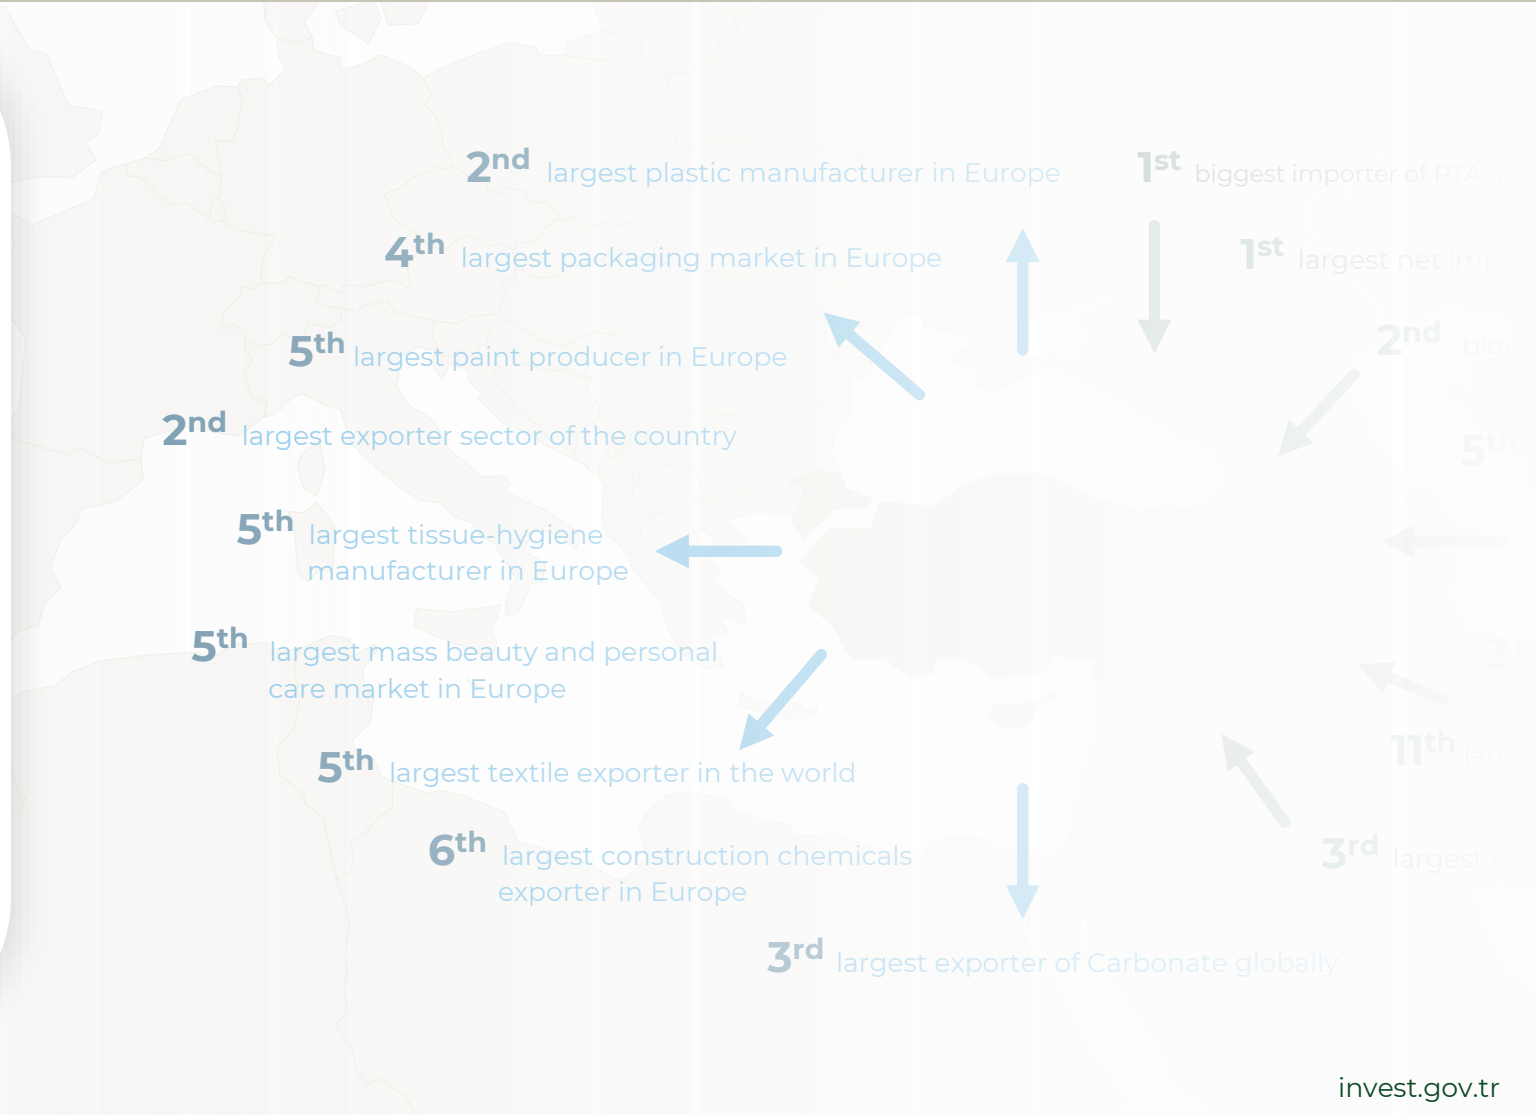 2nd largest plastic manufacturer in Europe
1st biggest importer of PTA
4th largest packaging market in Europe
1st largest net
2nd
5th largest paint producer in Europe
2nd largest exporter sector of the country
5th
5th largest tissue-hygiene
manufacturer in Europe
5th largest mass beauty and personal
care market in Europe
11th
5th largest textile exporter in the world
6th largest construction chemicals
exporter in Europe
3rd largest
3rd largest exporter of Carbonate globally
invest.gov.tr